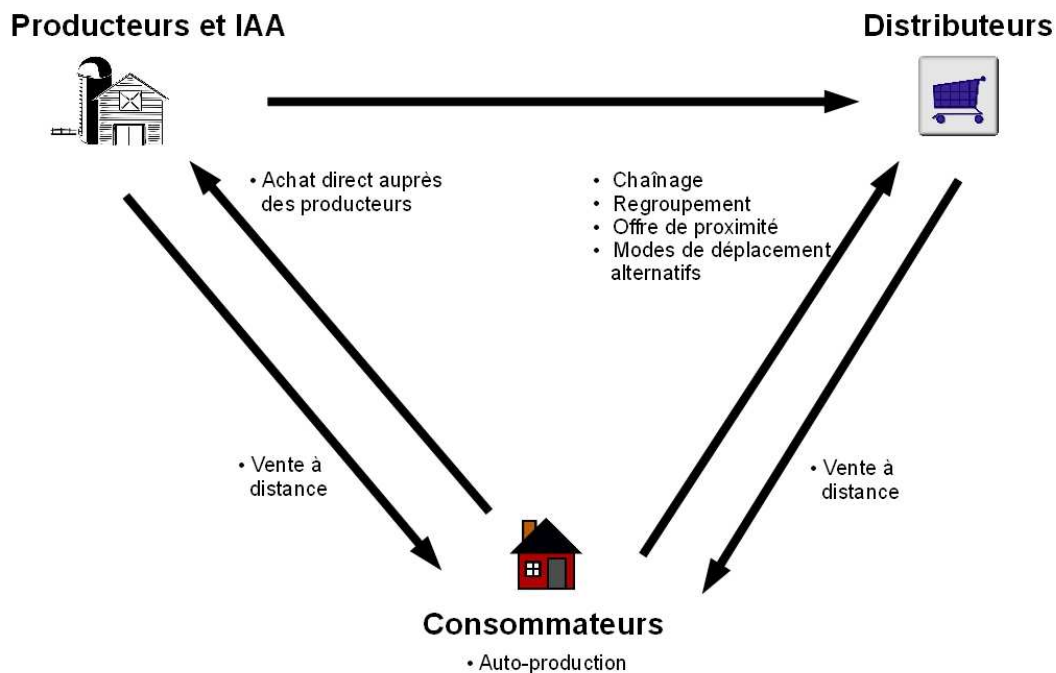 Producteurs et IAA
Distributeurs
• Achat direct auprès
des producteurs
• Chaînage
• Regroupement
• Offre de proximité
• Modes de déplacement
alternatifs
• Vente à
distance
• Vente à
distance
Consommateurs
• Auto-production